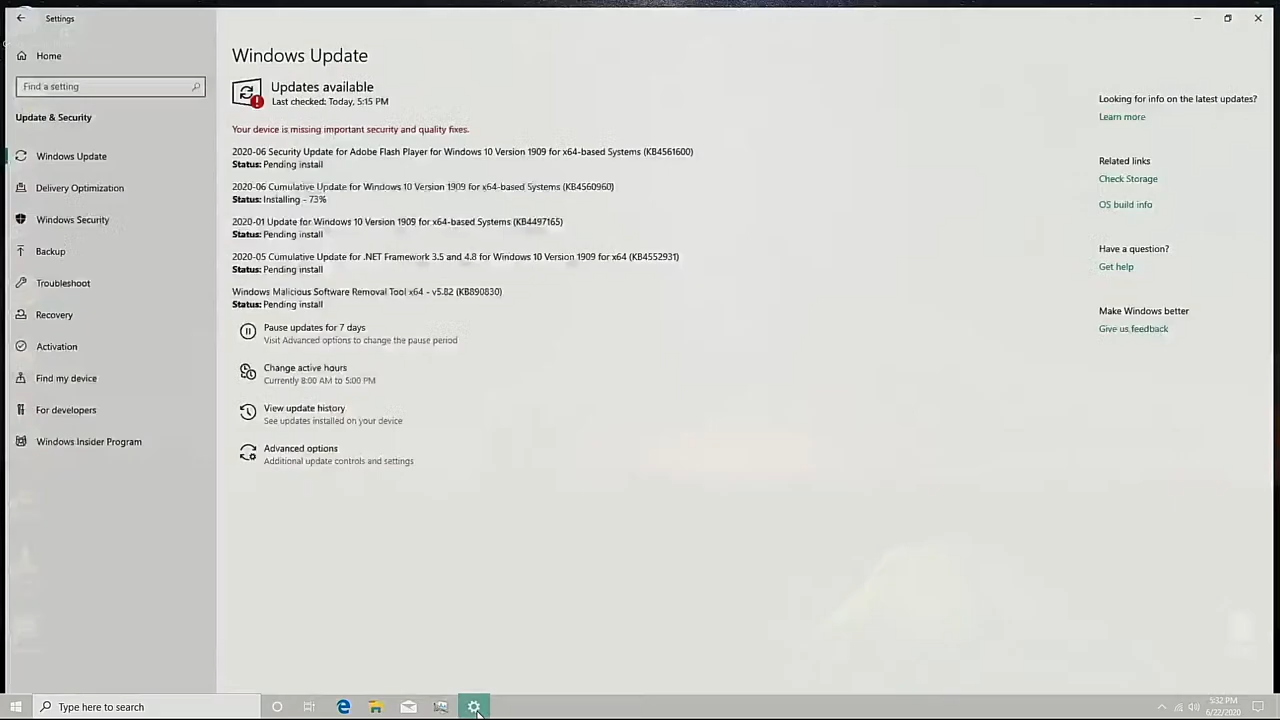 Settings
Home
Find a setting
Update & Security
Windows Update
Delivery Optimization
Windows Security
Backup
Troubleshoot
Recovery
Activation
Find my device
For developers
Windows Insider Program
Windows Update
Updates available
Last checked: Today, 5:15 PM
Your device is missing important security and quality fixes.
2020-06 Security Update for Adobe Flash Player for Windows 10 Version 1909 for x64-based Systems (KB4561600)
Status: Pending install
2020-06 Cumulative Update for Windows 10 Version 1909 for x64-based Systems (KB4560960)
Status: Installing - 73%
2020-01 Update for Windows 10 Version 1909 for x64-based Systems (KB4497165)
Status: Pending install
2020-05 Cumulative Update for .NET Framework 3.5 and 4.8 for Windows 10 Version 1909 for x64 (KB4552931)
Status: Pending install
Windows Malicious Software Removal Tool x64 - v5.82 (KB890830)
Status: Pending install
Pause updates for 7 days
Visit Advanced options to change the pause period
Change active hours
Currently 8:00 AM to 5:00 PM
View update history
See updates installed on your device
Advanced options
Additional update controls and settings
Looking for info on the latest updates?
Learn more
Related links
Check Storage
OS build info
Have a question?
Get help
Make Windows better
Give us feedback
Type here to search
5:32 PM
6/22/2020